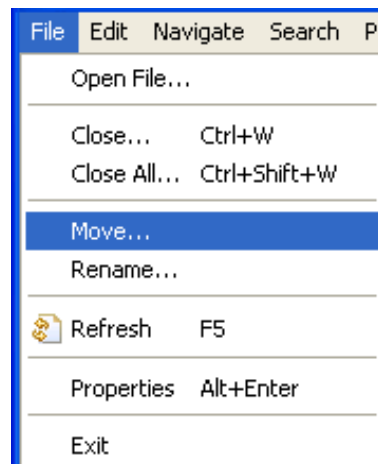 File Edit Navigate Search P
Open File...
Close... Ctrl+W
Close All... Ctrl+Shift+W
Move...
Rename...
Refresh F5
Properties Alt+Enter
Exit